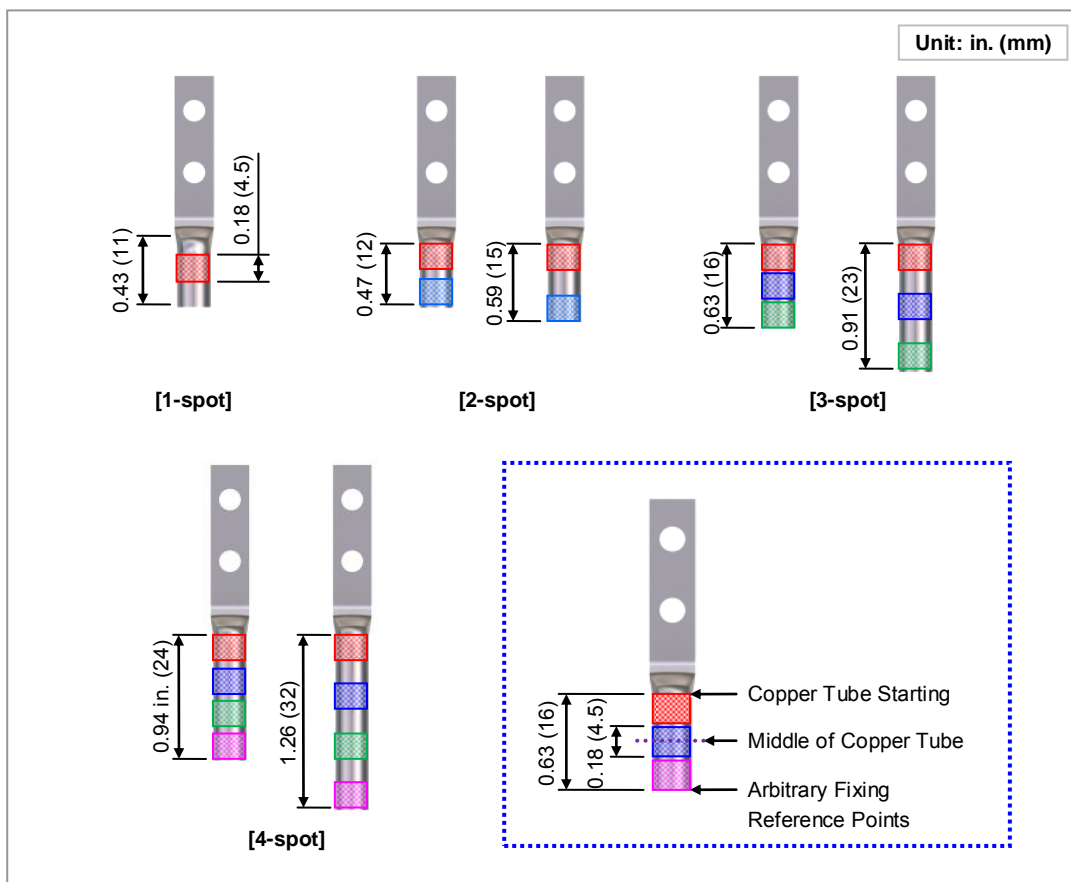 Unit: in. (mm)
0.43 (11)
0.18 (4.5)
0.47 (12)
0.59 (15)
0.63 (16)
0.91 (23)
[1-spot]
[2-spot]
[3-spot]
0.94 in. (24)
1.26 (32)
[4-spot]
0.63 (16)
0.18 (4.5)
Copper Tube Starting
Middle of Copper Tube
Arbitrary Fixing
Reference Points